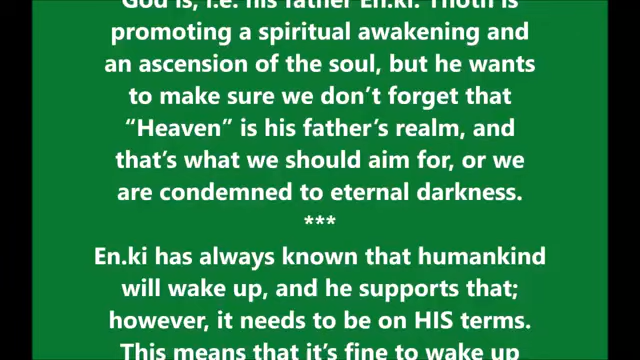 God is, i.e. his father En.ki. Thoth is
promoting a spiritual awakening and
an ascension of the soul, but he wants
to make sure we don’t forget that
“Heaven” is his father’s realm, and
that’s what we should aim for, or we
are condemned to eternal darkness.
***
En.ki has always known that humankind
will wake up, and he supports that;
however, it needs to be on HIS terms.
This means that it’s fine to wake up